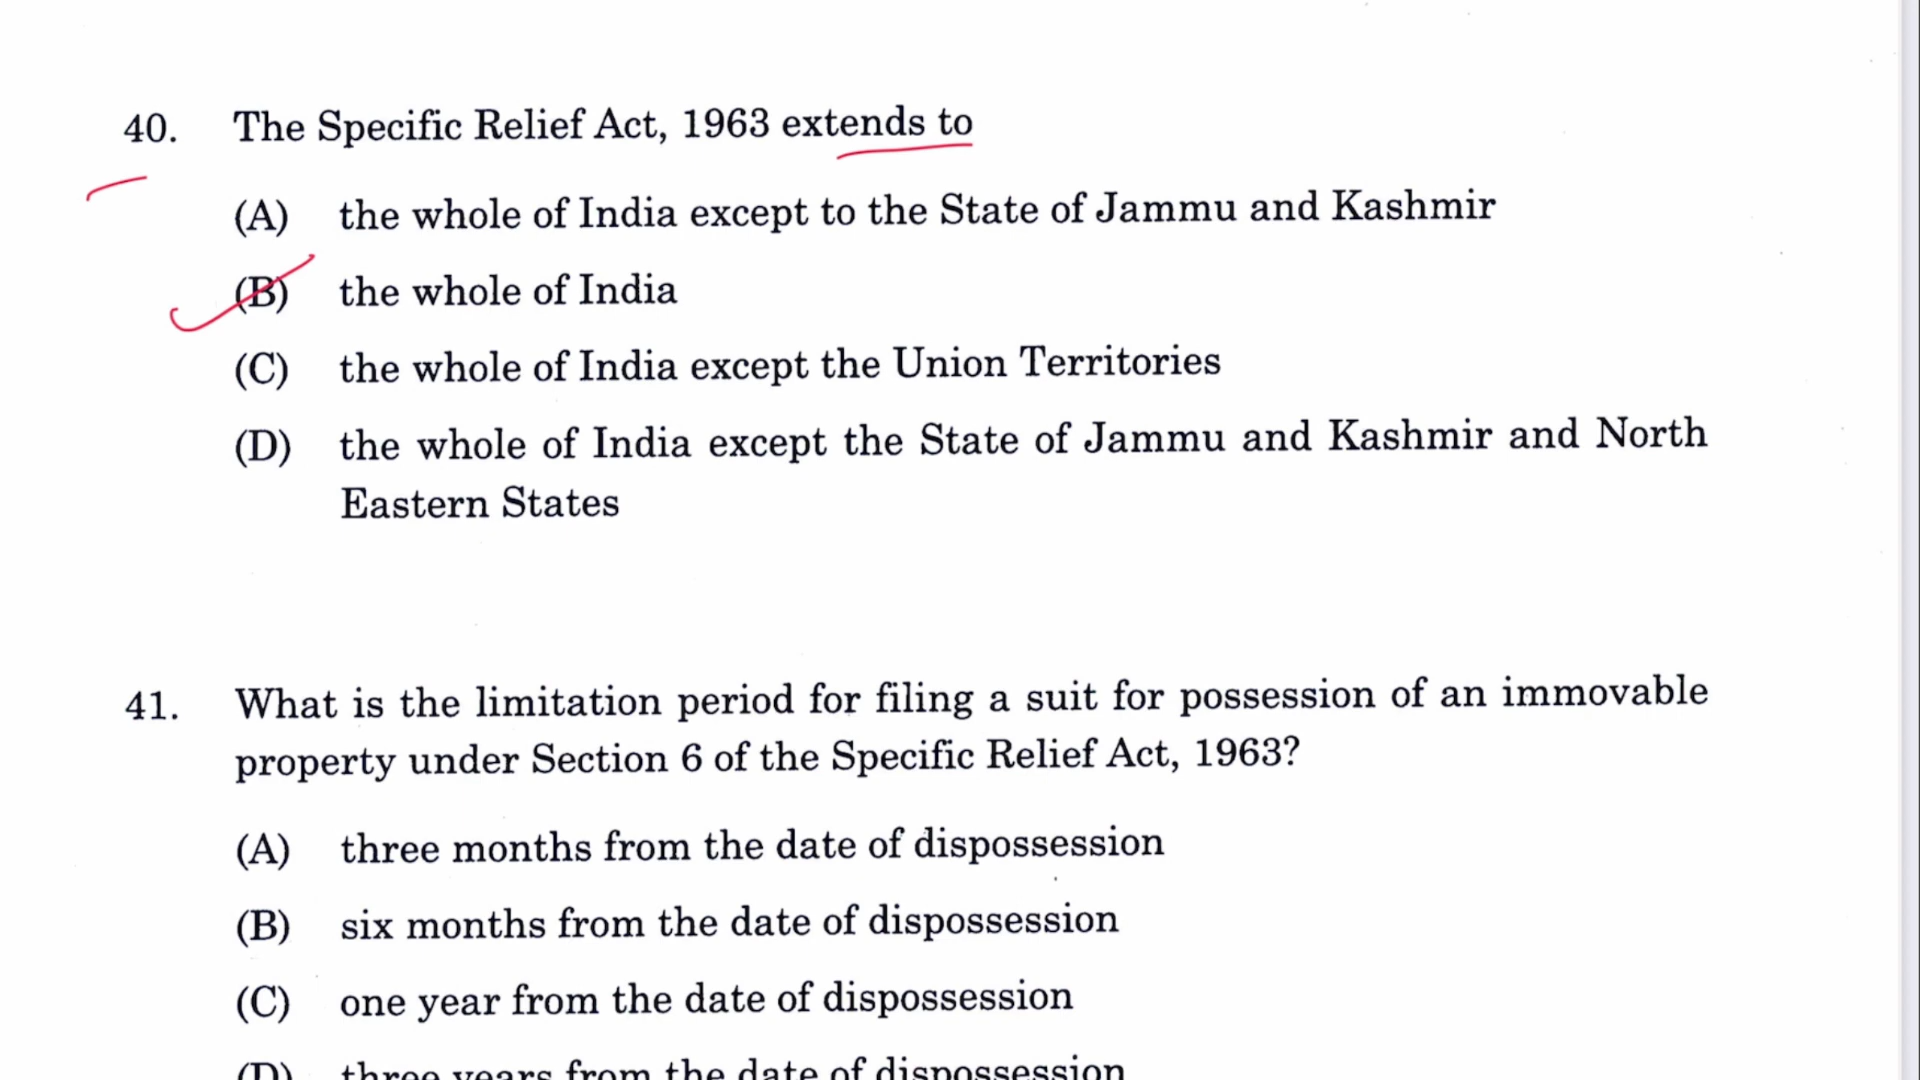 40. The Specific Relief Act, 1963 extends to
(A) the whole of India except to the State of Jammu and Kashmir
(B) the whole of India
(C) the whole of India except the Union Territories
(D) the whole of India except the State of Jammu and Kashmir and North
Eastern States
41. What is the limitation period for filing a suit for possession of an immovable
property under Section 6 of the Specific Relief Act, 1963?
(A) three months from the date of dispossession
(B) six months from the date of dispossession
(C) one year from the date of dispossession
(D) three years from the date of dispossession